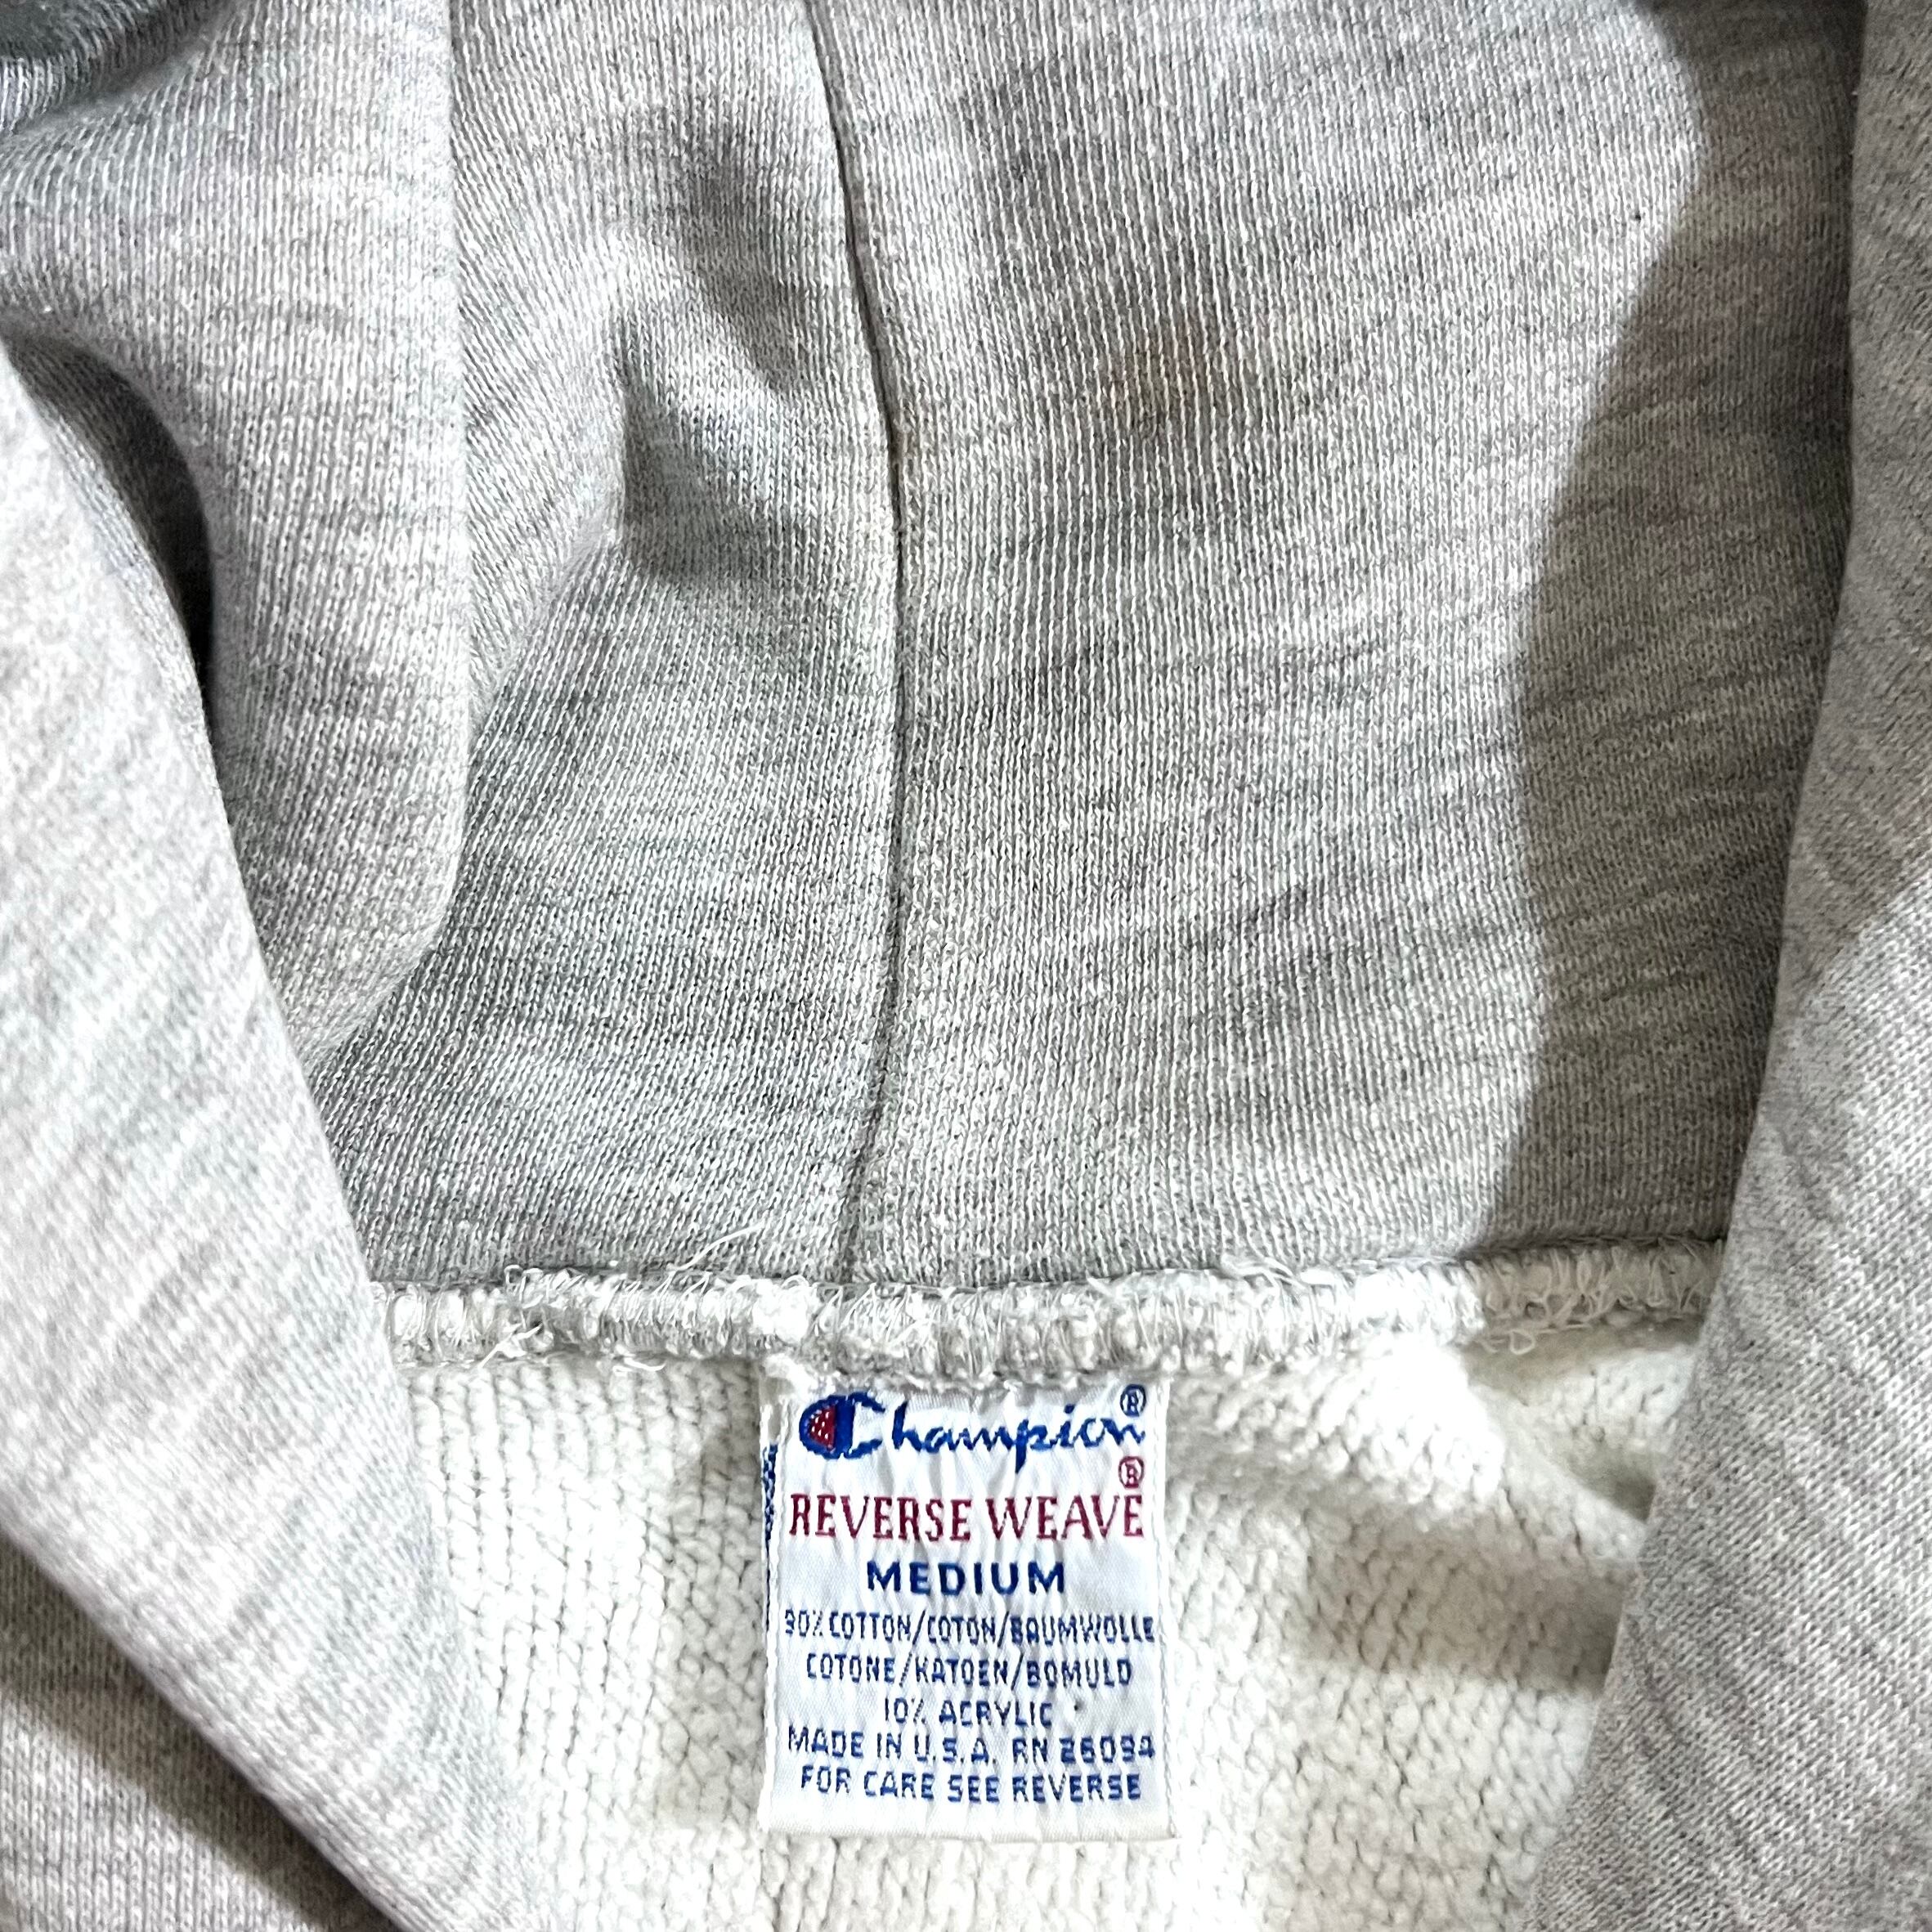 Champion®
REVERSE WEAVE®
MEDIUM
90% COTTON/COTON/BAUMWOLLE
COTONE/KATOEN/BOMULD
10% ACRYLIC
MADE IN U.S.A. RN 26094
FOR CARE SEE REVERSE